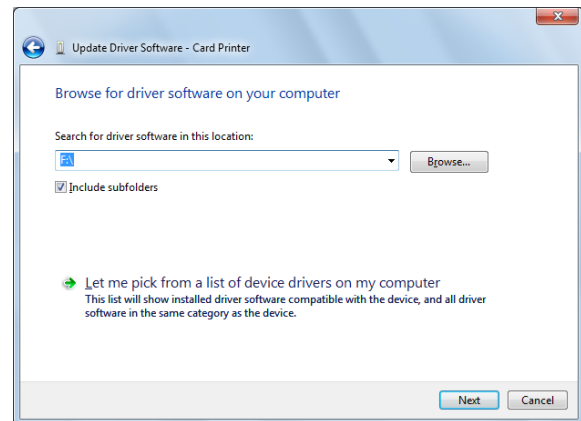 Update Driver Software - Card Printer
Browse for driver software on your computer
Search for driver software in this location:
F:\
Browse...
Include subfolders
Let me pick from a list of device drivers on my computer
This list will show installed driver software compatible with the device, and all driver
software in the same category as the device.
Next
Cancel